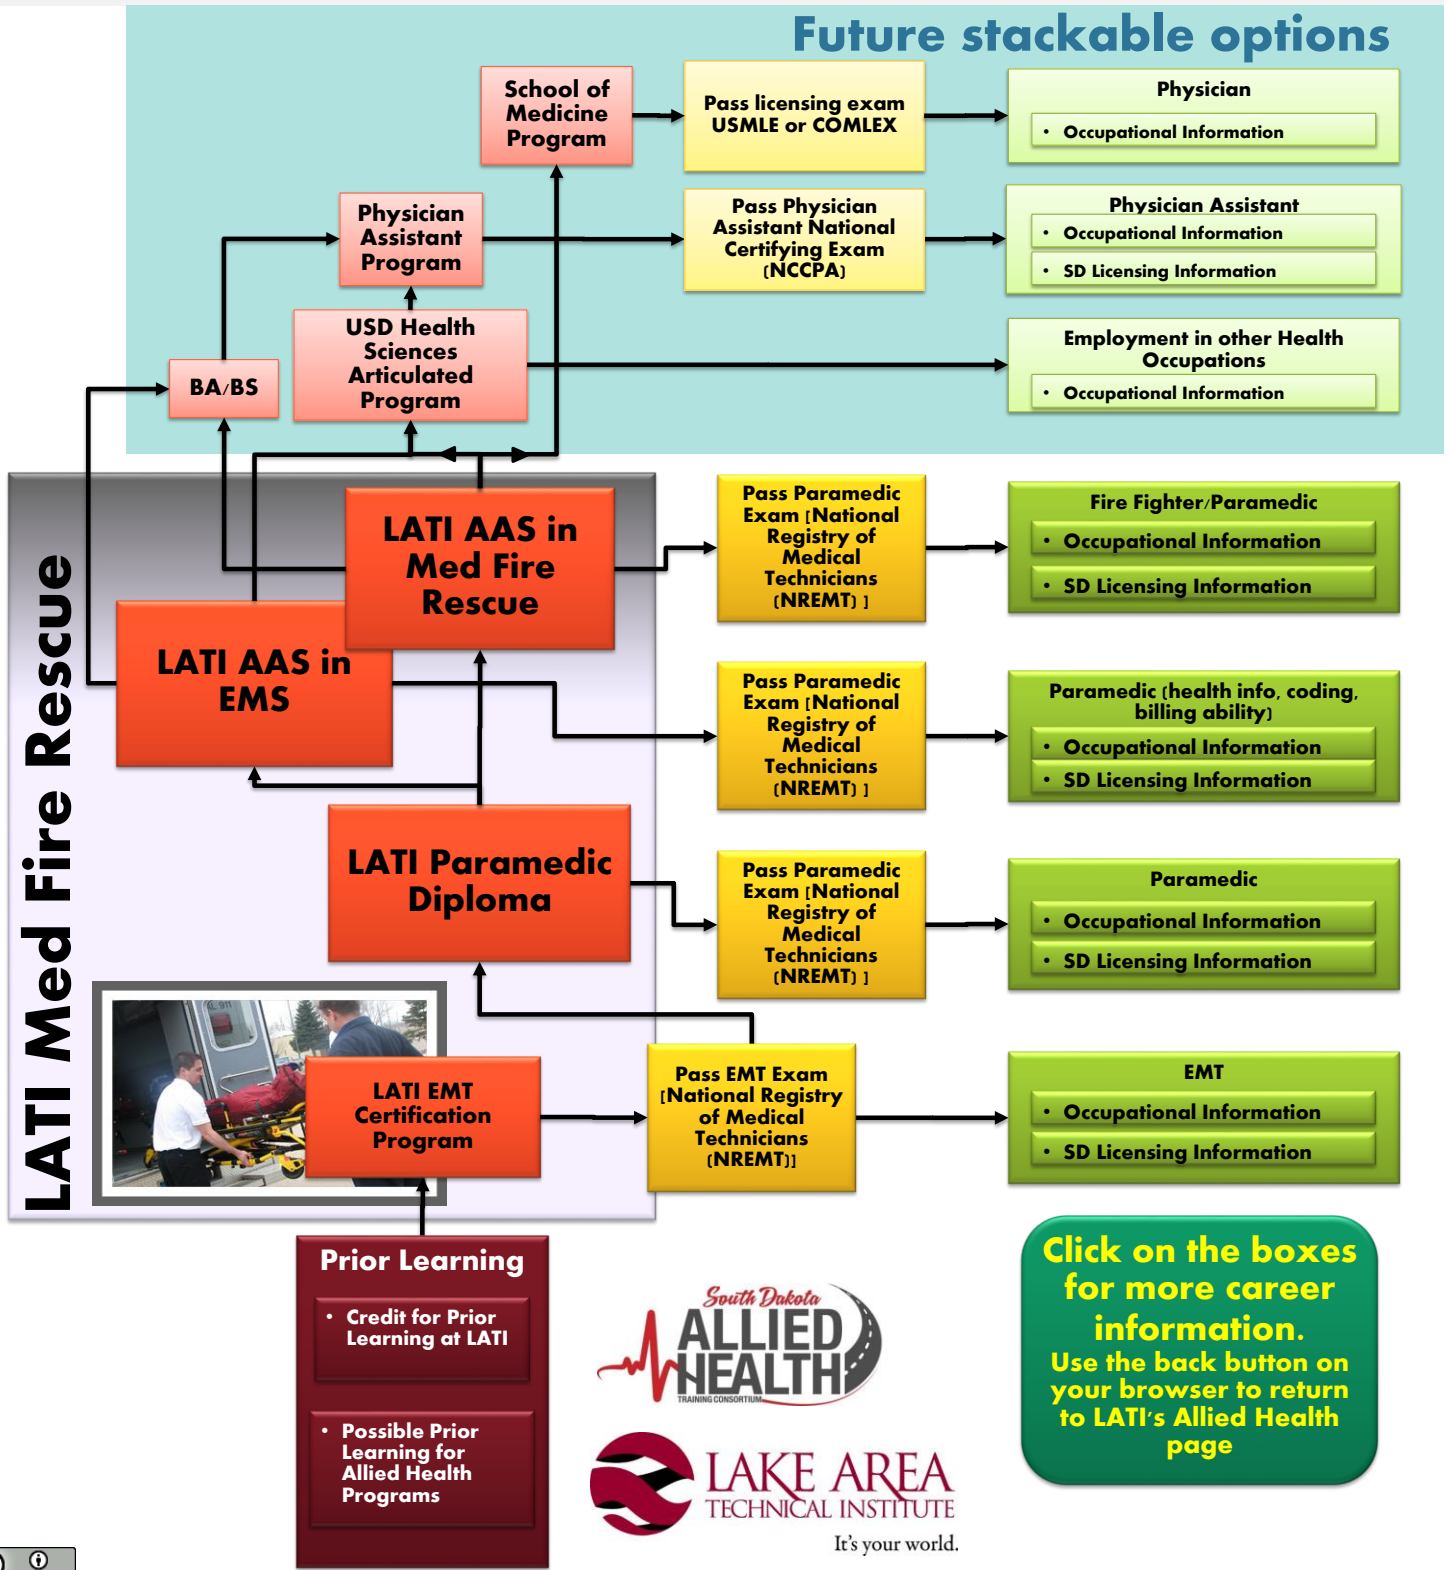 Future stackable options
School of
Medicine
Program
Pass licensing exam
USMLE or COMLEX
Physician
• Occupational Information
Physician
Assistant
Program
Pass Physician
Assistant National
Certifying Exam
(NCCPA)
Physician Assistant
• Occupational Information
• SD Licensing Information
USD Health
Sciences
Articulated
Program
Employment in other Health
Occupations
• Occupational Information
BA/BS
LATI Med Fire Rescue
LATI AAS in
Med Fire
Rescue
Pass Paramedic
Exam [National
Registry of
Medical
Technicians
(NREMT) ]
Fire Fighter/Paramedic
• Occupational Information
• SD Licensing Information
LATI AAS in
EMS
Pass Paramedic
Exam [National
Registry of
Medical
Technicians
(NREMT) ]
Paramedic (health info, coding,
billing ability)
• Occupational Information
• SD Licensing Information
LATI Paramedic
Diploma
Pass Paramedic
Exam [National
Registry of
Medical
Technicians
(NREMT) ]
Paramedic
• Occupational Information
• SD Licensing Information
LATI EMT
Certification
Program
Pass EMT Exam
[National Registry
of Medical
Technicians
(NREMT)]
EMT
• Occupational Information
• SD Licensing Information
Prior Learning
• Credit for Prior
Learning at LATI
• Possible Prior
Learning for
Allied Health
Programs
South Dakota
ALLIED
HEALTH
TRAINING CONSORTIUM
LAKE AREA
TECHNICAL INSTITUTE
It's your world.
Click on the boxes
for more career
information.
Use the back button on
your browser to return
to LATI's Allied Health
page